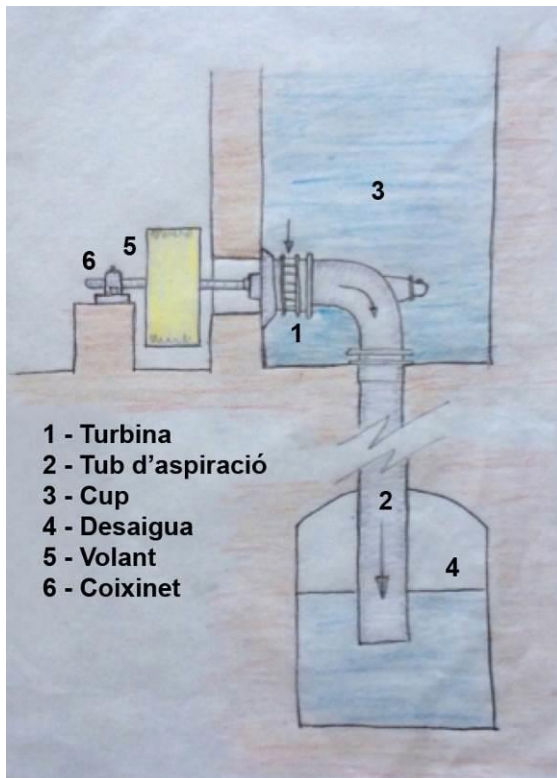 3
5
6
1
1 - Turbina
2 - Tub d'aspiració
3 - Cup
4 - Desaigua
5 - Volant
6 - Coixinet
2
4